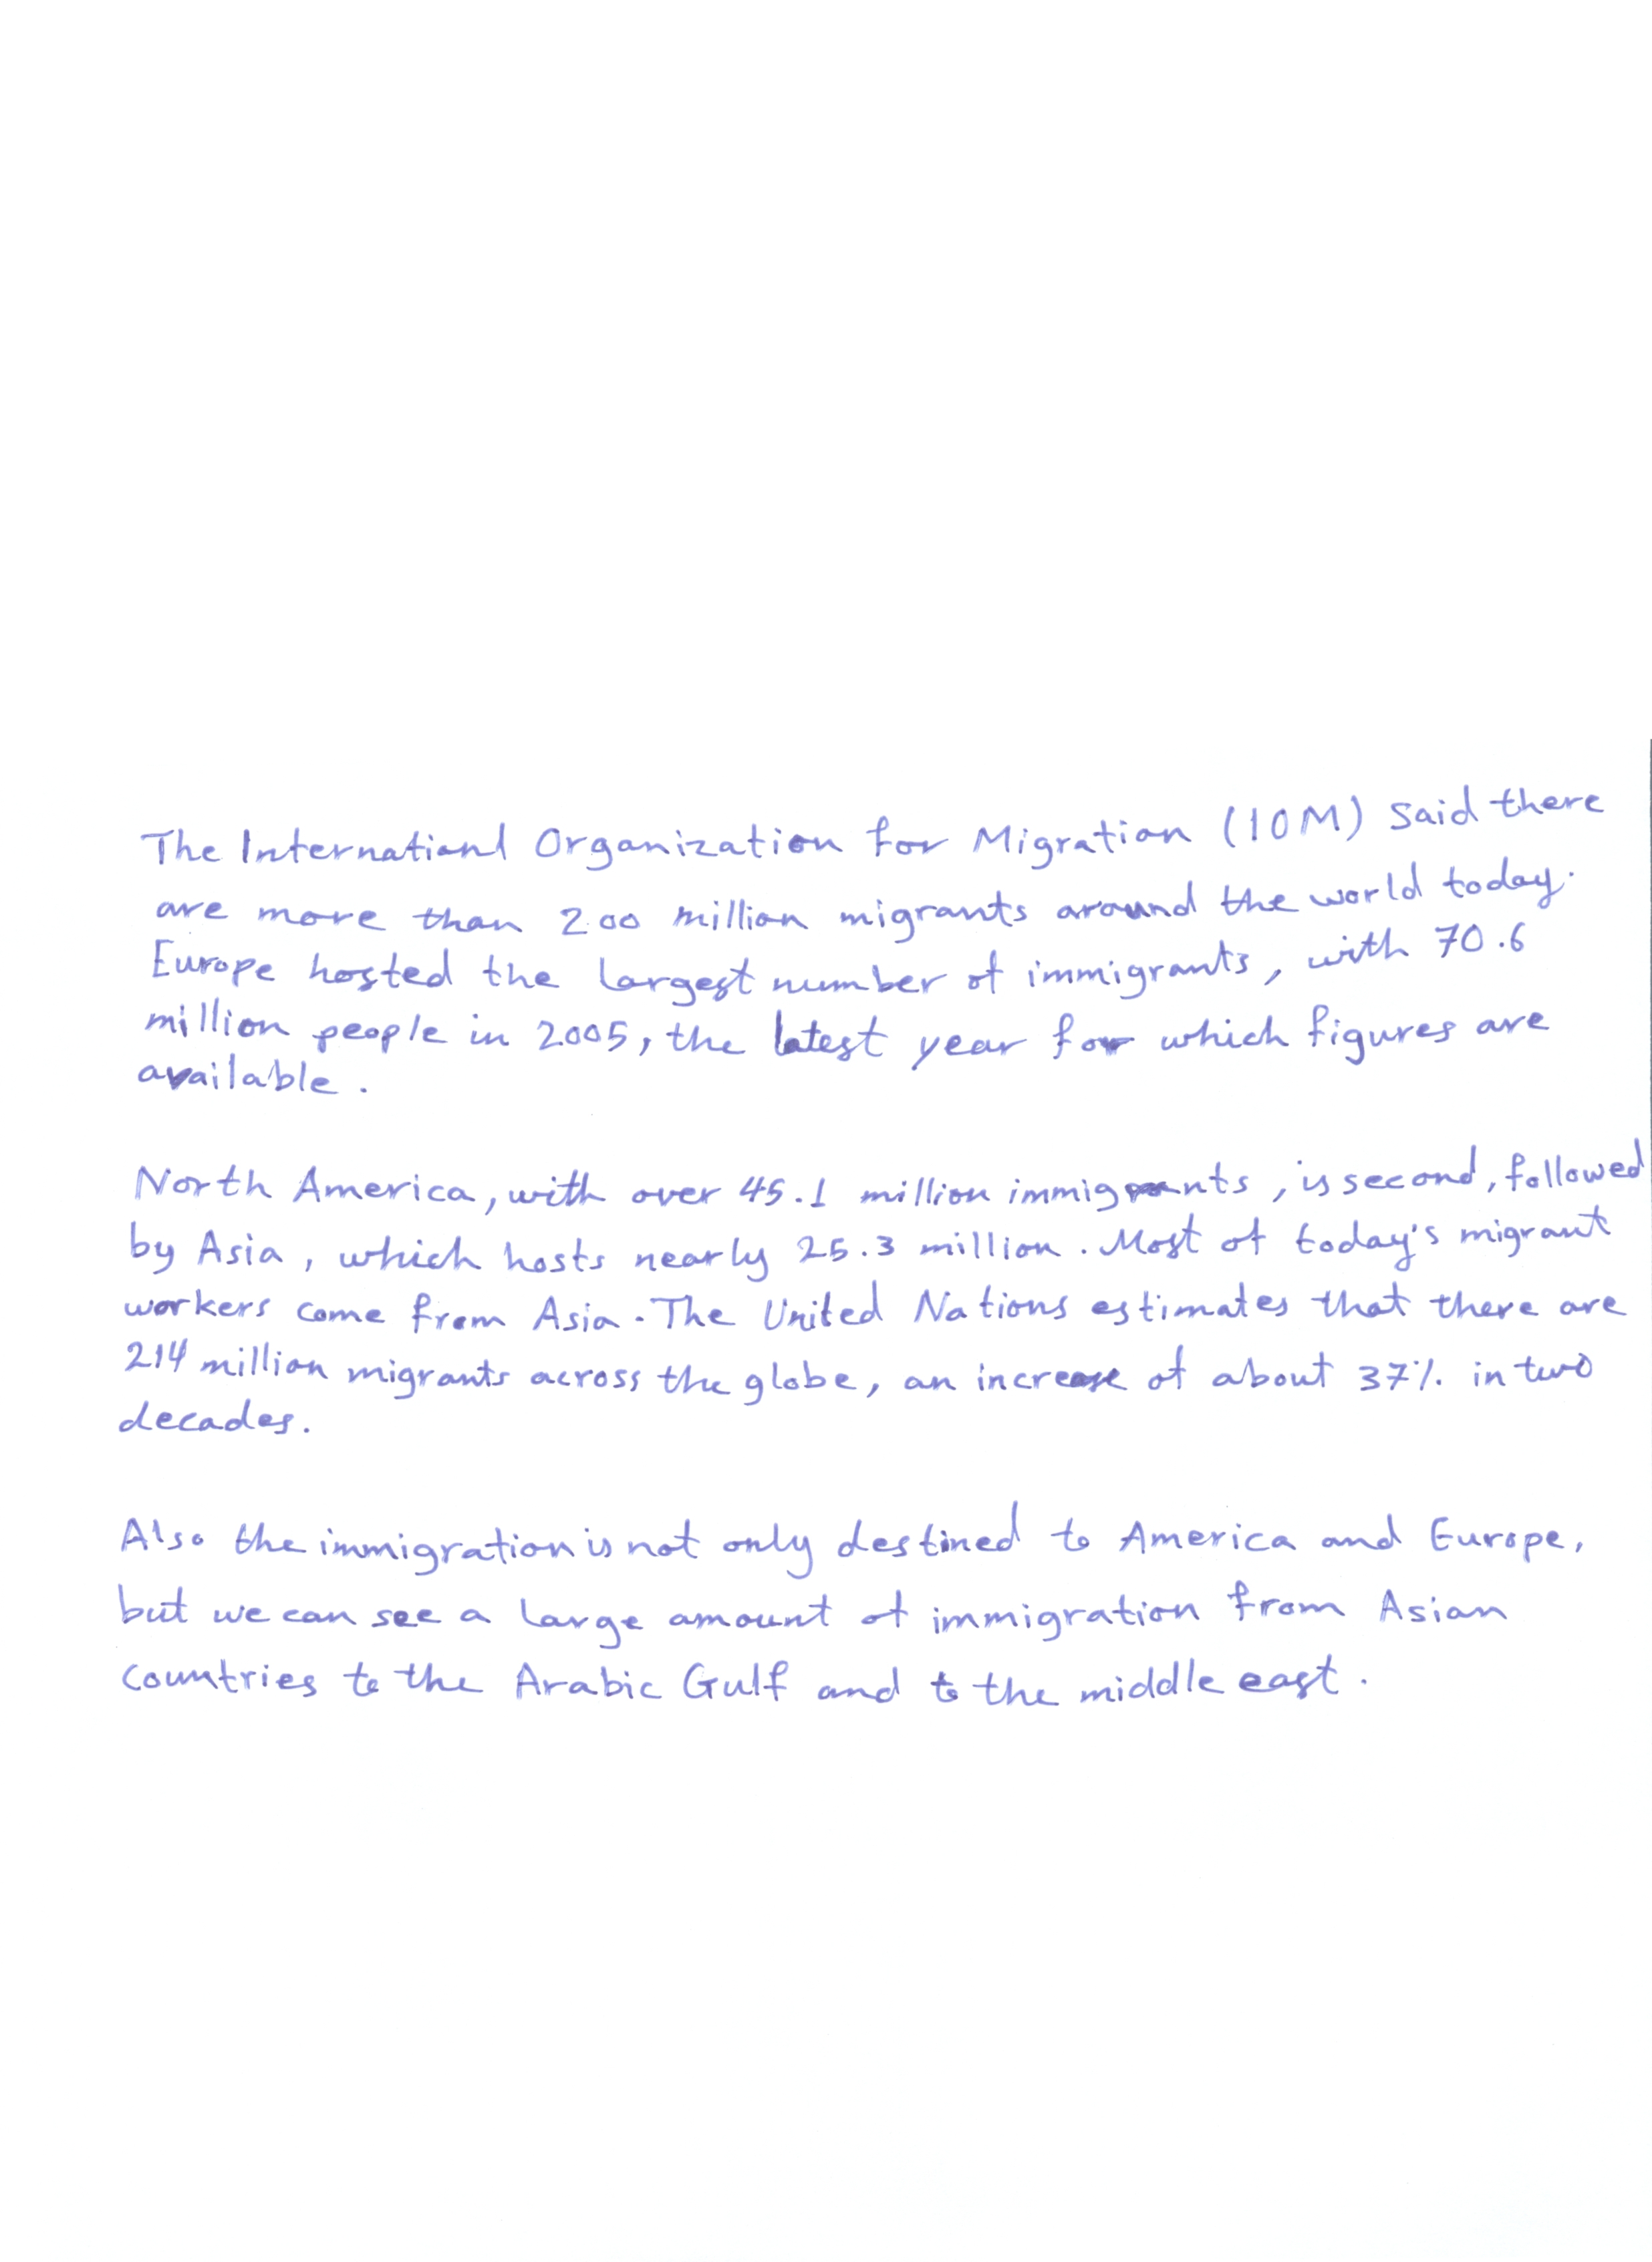 The International Organization for Migration (IOM) said there
are more than 200 million migrants around the world today.
Europe hosted the largest number of immigrants, with 70.6
million people in 2005, the latest year for which figures are
available.
North America, with over 45.1 million immigrants, is second, followed
by Asia, which hosts nearly 25.3 million. Most of today's migrant
workers come from Asia. The United Nations estimates that there are
214 million migrants across the globe, an increase of about 37% in two
decades.
Also the immigration is not only destined to America and Europe,
but we can see a large amount of immigration from Asian
countries to the Arabic Gulf and to the middle east.